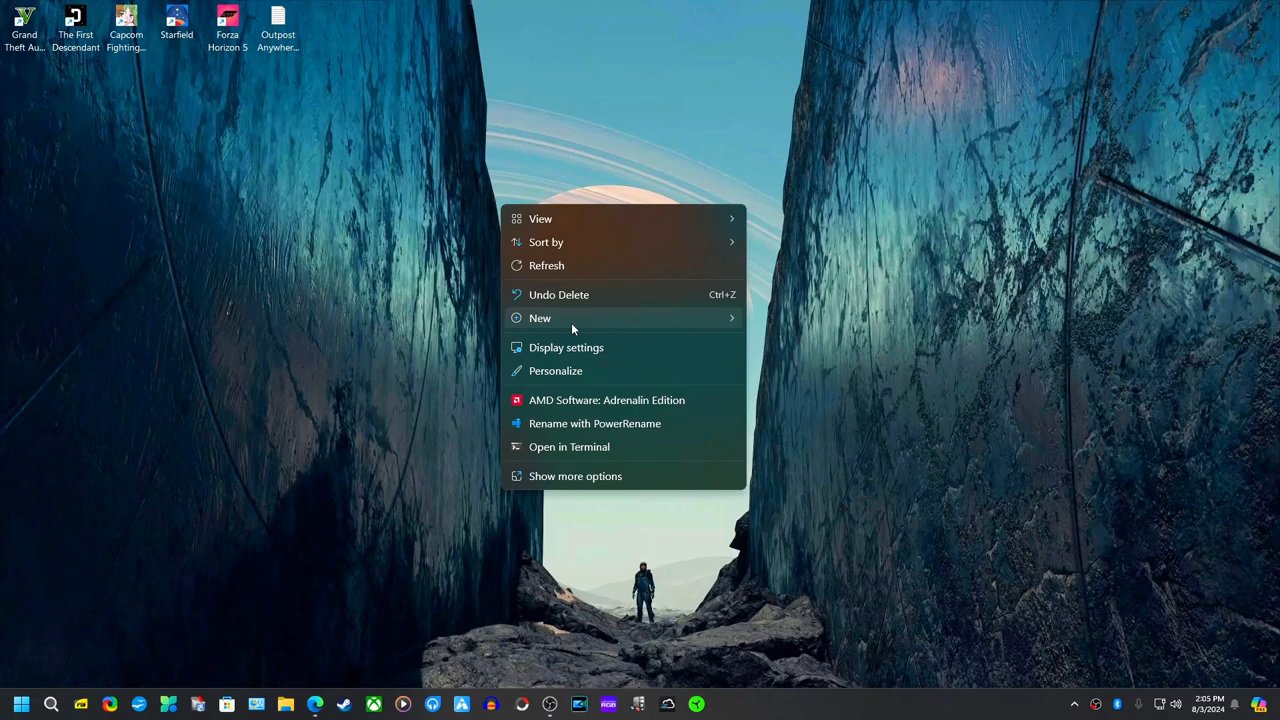 Grand
Theft Au...
The First
Descendant
Capcom
Fighting...
Starfield
Forza
Horizon 5
Outpost
Anywher...
View
Sort by
Refresh
Undo Delete Ctrl+Z
New
Display settings
Personalize
AMD Software: Adrenalin Edition
Rename with PowerRename
Open in Terminal
Show more options
RGB
2:05 PM
8/3/2024